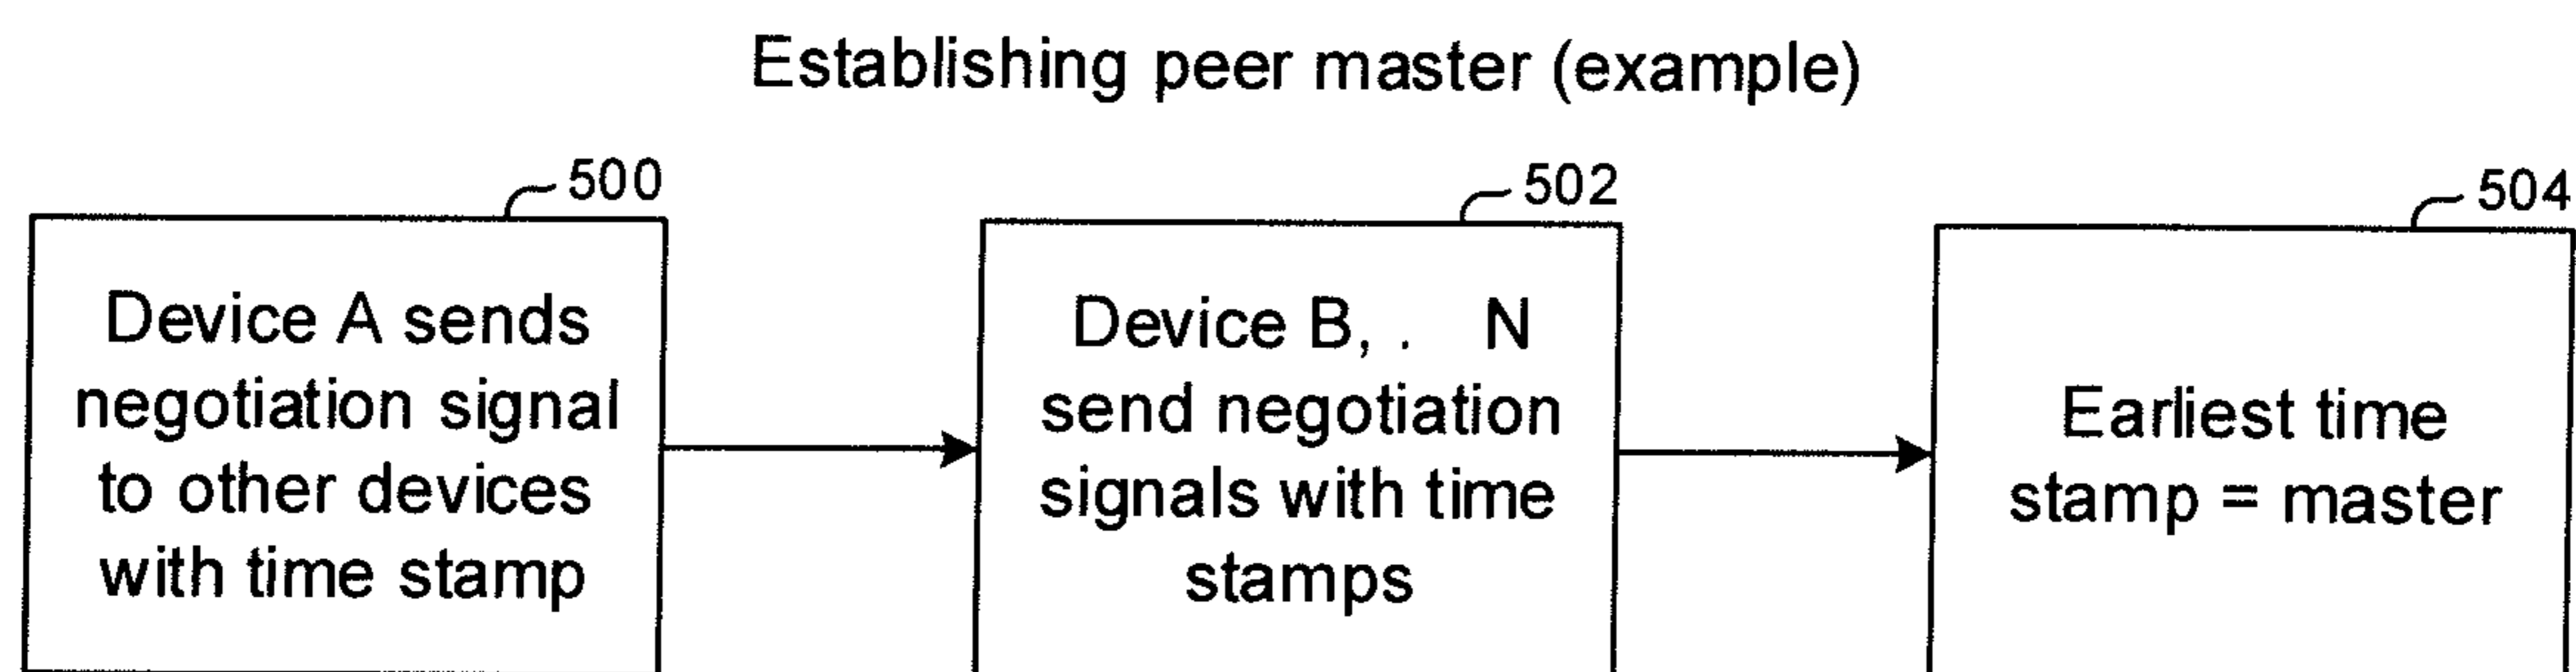 Establishing peer master (example)
500
Device A sends
negotiation signal
to other devices
with time stamp
502
Device B, . N
send negotiation
signals with time
stamps
504
Earliest time
stamp = master